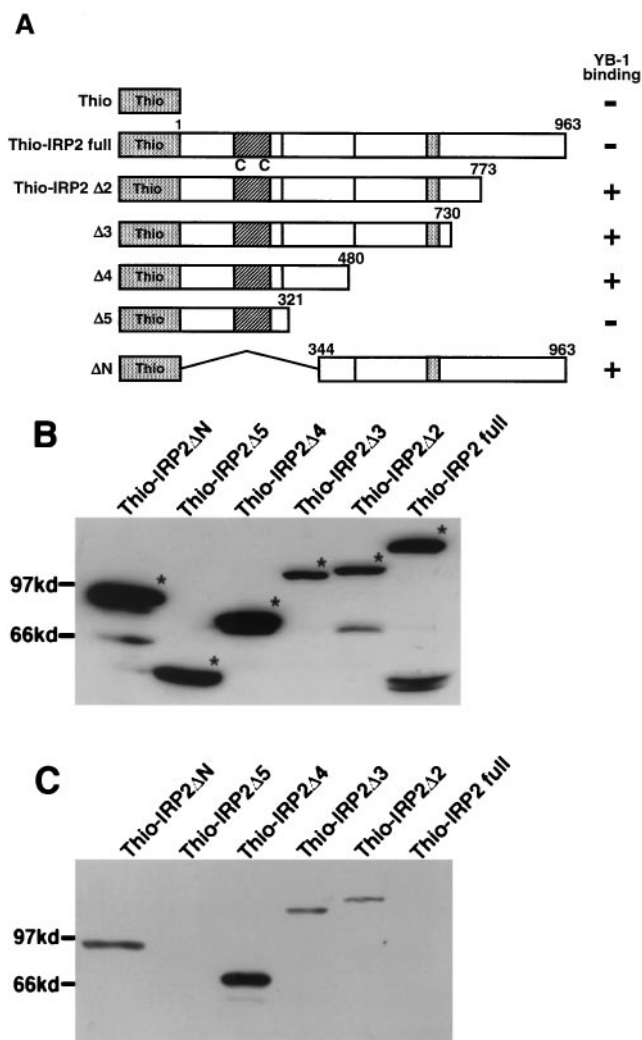 A
YB-1
binding
Thio Thio -
1 963
Thio-IRP2 full Thio -
C C
773
Thio-IRP2 Δ2 Thio +
730
Δ3 Thio +
480
Δ4 Thio +
321
Δ5 Thio -
344 963
ΔN Thio +
B
Thio-IRP2ΔN
Thio-IRP2Δ5
Thio-IRP2Δ4
Thio-IRP2Δ3
Thio-IRP2Δ2
Thio-IRP2 full
* * * * * *
97kd
66kd
C
Thio-IRP2ΔN
Thio-IRP2Δ5
Thio-IRP2Δ4
Thio-IRP2Δ3
Thio-IRP2Δ2
Thio-IRP2 full
97kd
66kd